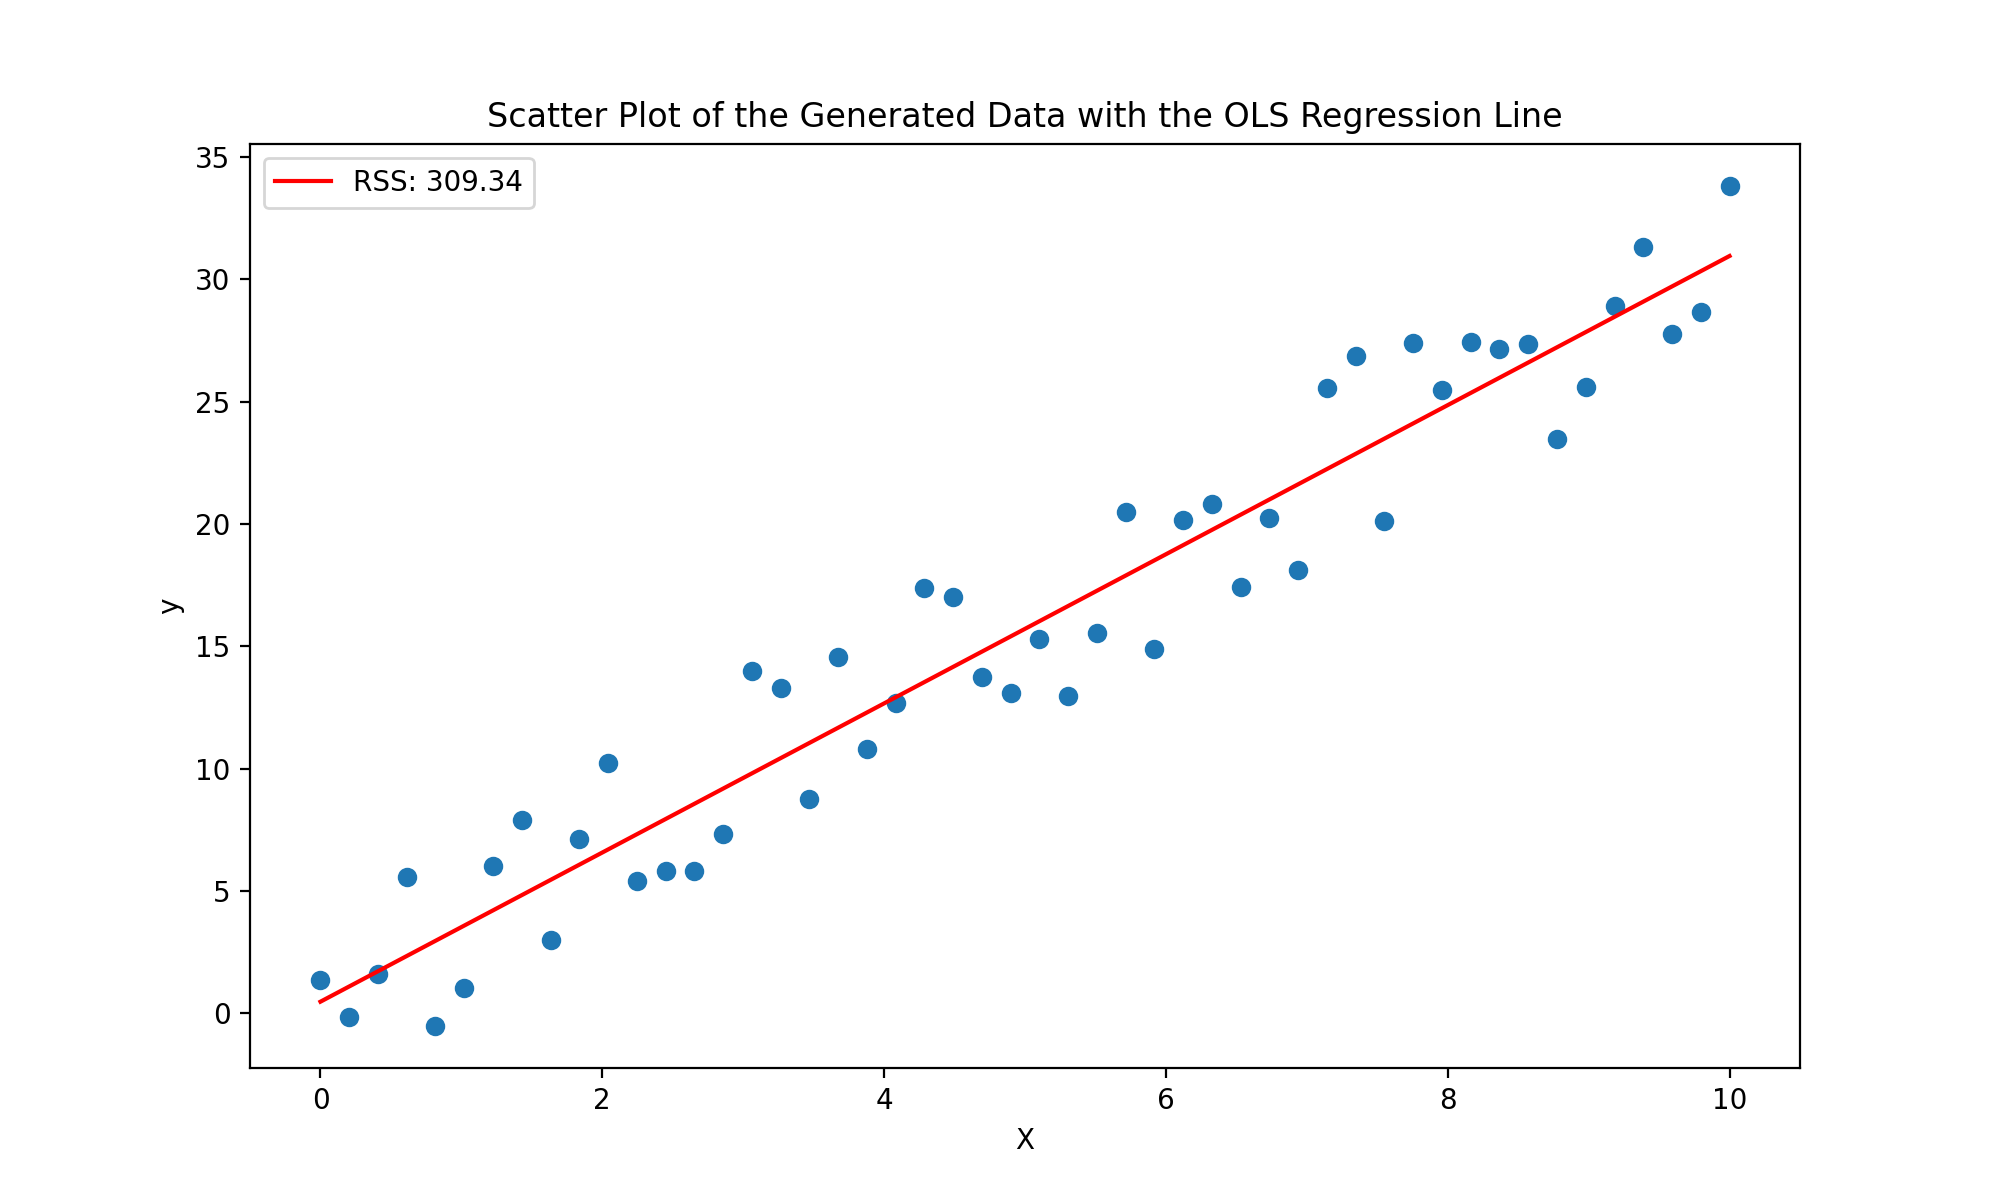 Scatter Plot of the Generated Data with the OLS Regression Line
35
RSS: 309.34
30
25
20
15
10
5
0
y
0 2 4 6 8 10
X